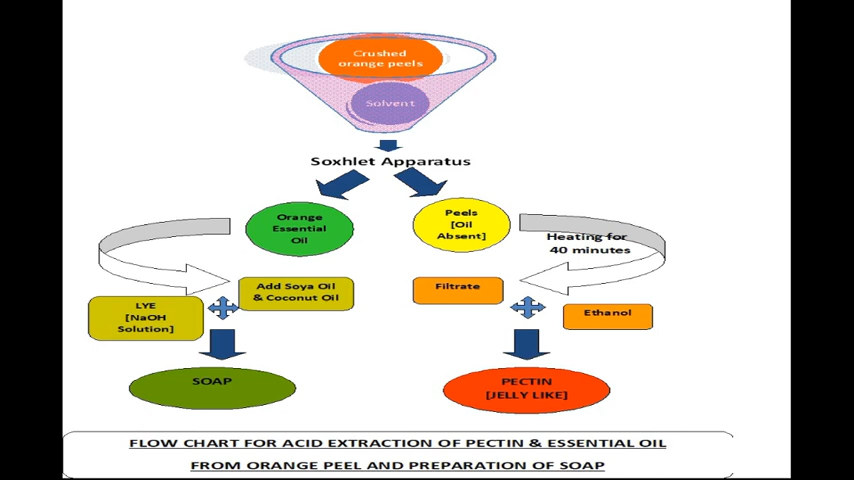 Crushed
orange peels
Solvent
Soxhlet Apparatus
Orange
Essential
Oil
Peels
[Oil
Absent]
Heating for
40 minutes
Add Soya Oil
& Coconut Oil
Filtrate
LYE
[NaOH
Solution]
Ethanol
SOAP
PECTIN
[JELLY LIKE]
FLOW CHART FOR ACID EXTRACTION OF PECTIN & ESSENTIAL OIL
FROM ORANGE PEEL AND PREPARATION OF SOAP